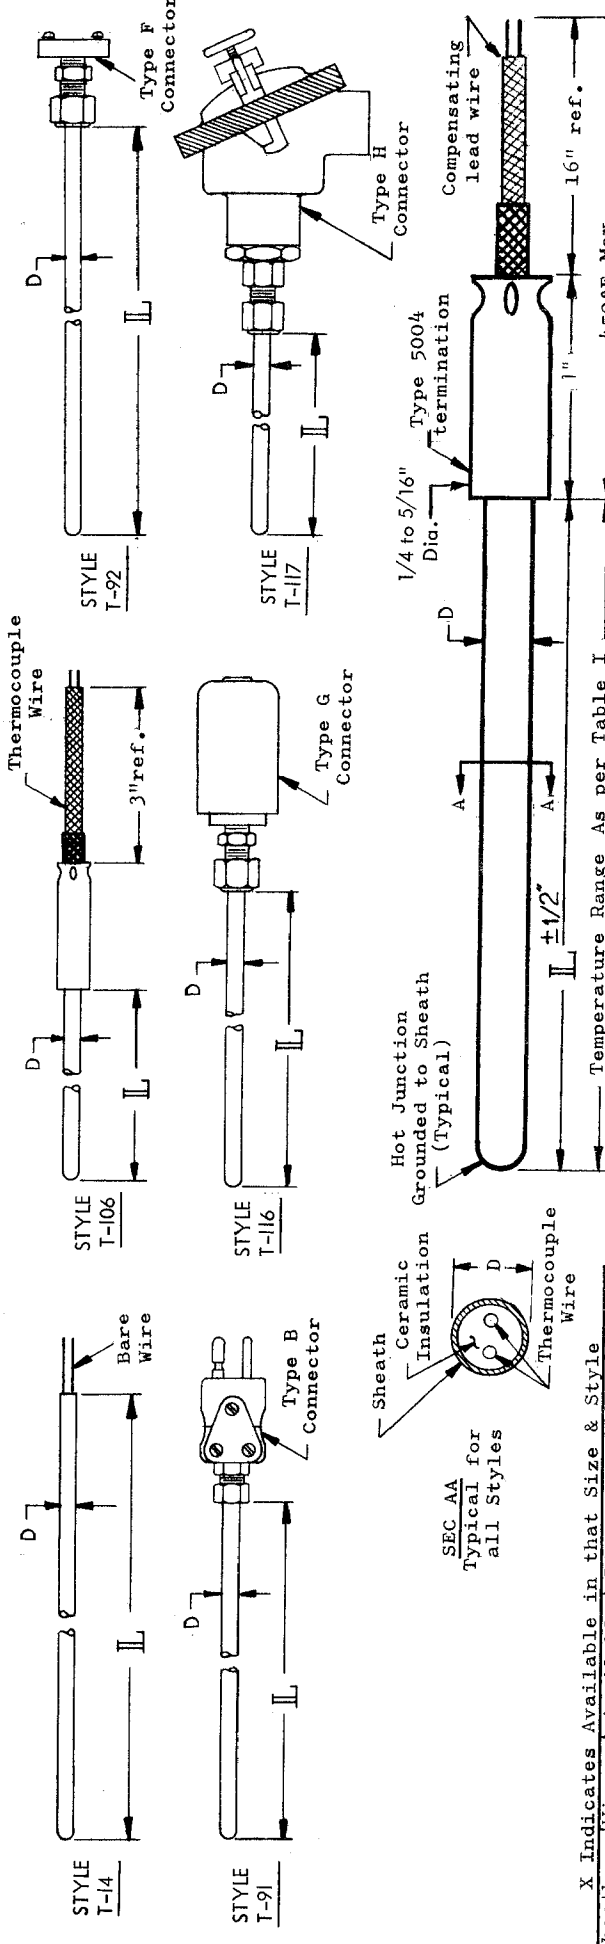 STYLE
T-14
D
L
Bare
Wire
STYLE
T-106
D
L
Thermocouple
Wire
3"ref.
STYLE
T-92
D
L
Type F
Connector
STYLE
T-91
D
L
Type B
Connector
STYLE
T-116
D
L
Type G
Connector
STYLE
T-117
D
L
Type H
Connector
SEC AA
Typical for
all Styles
Sheath
Ceramic
Insulation
D
Thermocouple
Wire
Hot Junction
Grounded to Sheath
(Typical)
L ±1/2"
A
A
D
1/4 to 5/16"
Dia.
Type 5004
termination
Compensating
lead wire
1"
16" ref.
Temperature Range As per Table I
450°F Max
X Indicates Available in that Size & Style